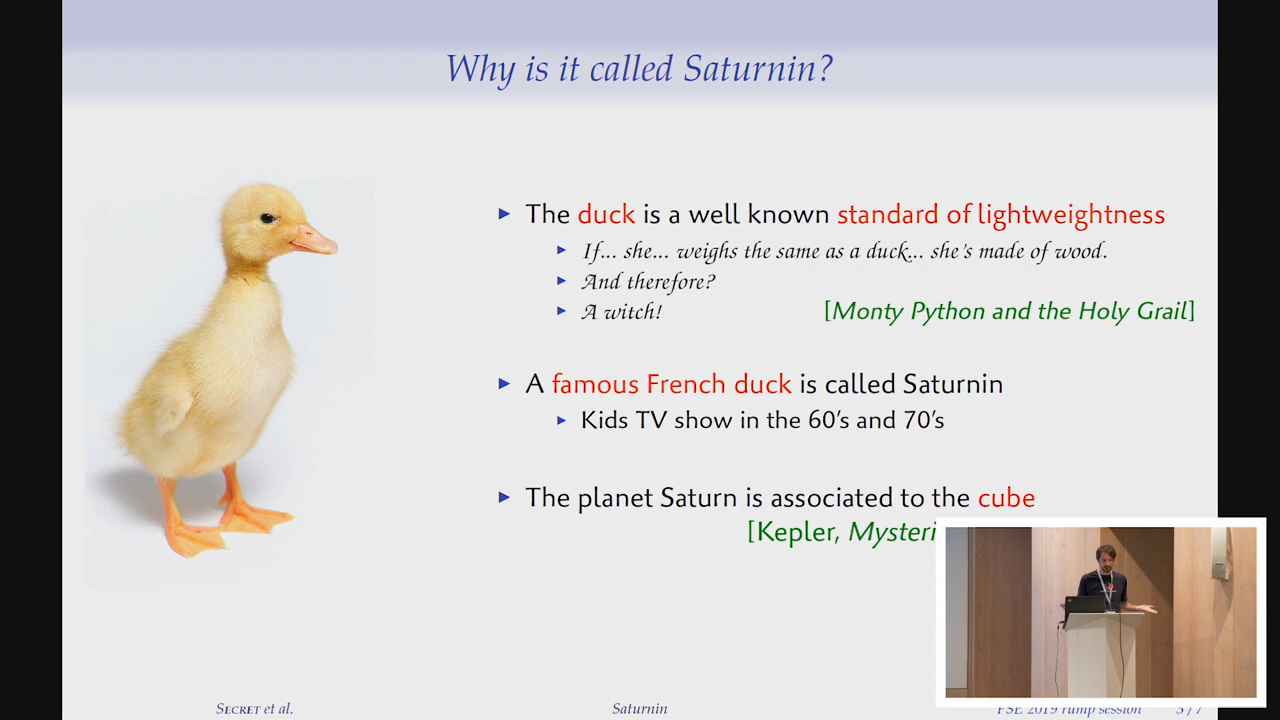 Why is it called Saturnin?
▸ The duck is a well known standard of lightweightness
▸ If... she... weighs the same as a duck... she's made of wood.
▸ And therefore?
▸ A witch! [Monty Python and the Holy Grail]
▸ A famous French duck is called Saturnin
▸ Kids TV show in the 60's and 70's
▸ The planet Saturn is associated to the cube
[Kepler, Mysteri
SECRET et al. Saturnin FSE 2019 rump session 3 / 7